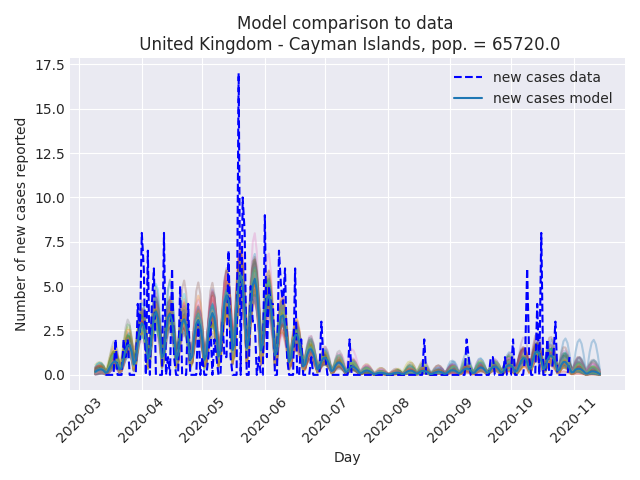 Model comparison to data
United Kingdom - Cayman Islands, pop. = 65720.0
new cases data
new cases model
Number of new cases reported
17.5
15.0
12.5
10.0
7.5
5.0
2.5
0.0
2020-03
2020-04
2020-05
2020-06
2020-07
2020-08
2020-09
2020-10
2020-11
Day